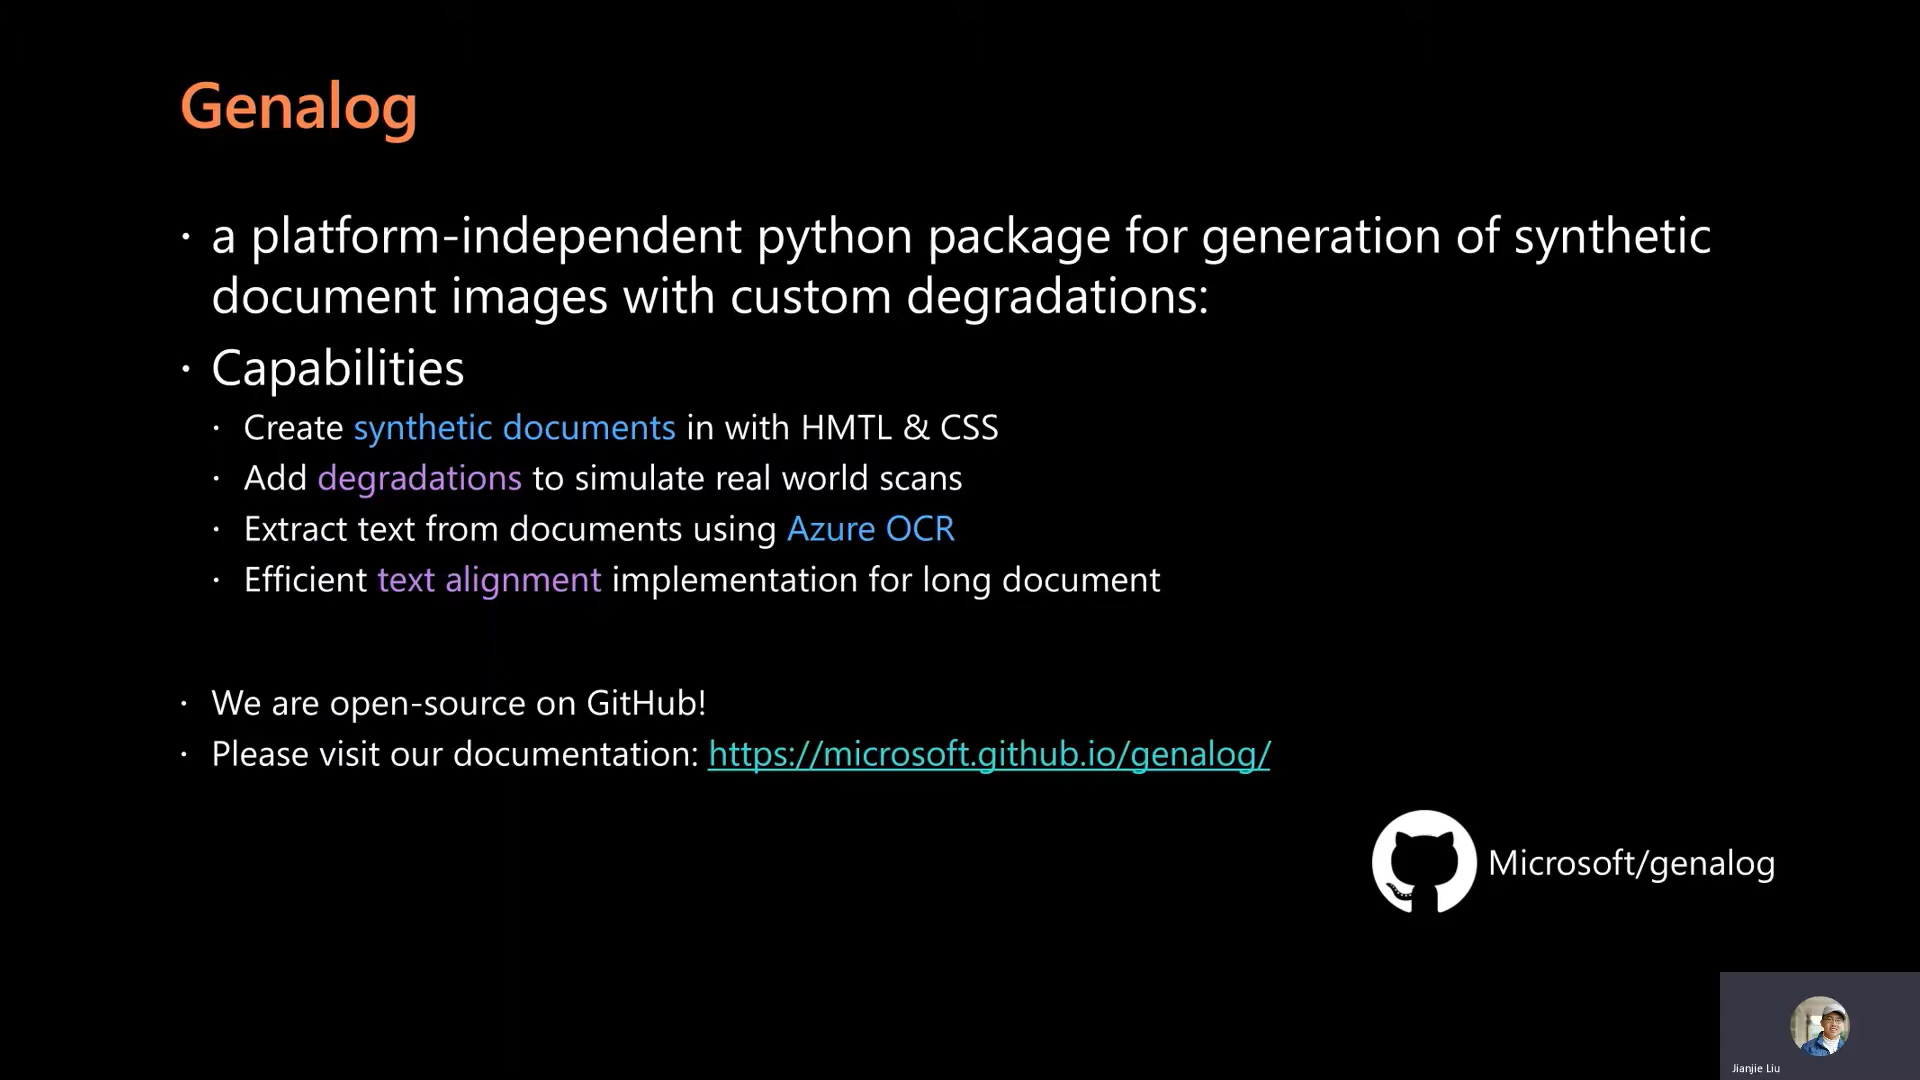 Genalog
· a platform-independent python package for generation of synthetic
document images with custom degradations:
· Capabilities
· Create synthetic documents in with HMTL & CSS
· Add degradations to simulate real world scans
· Extract text from documents using Azure OCR
· Efficient text alignment implementation for long document
· We are open-source on GitHub!
· Please visit our documentation: https://microsoft.github.io/genalog/
Microsoft/genalog
Jianjie Liu